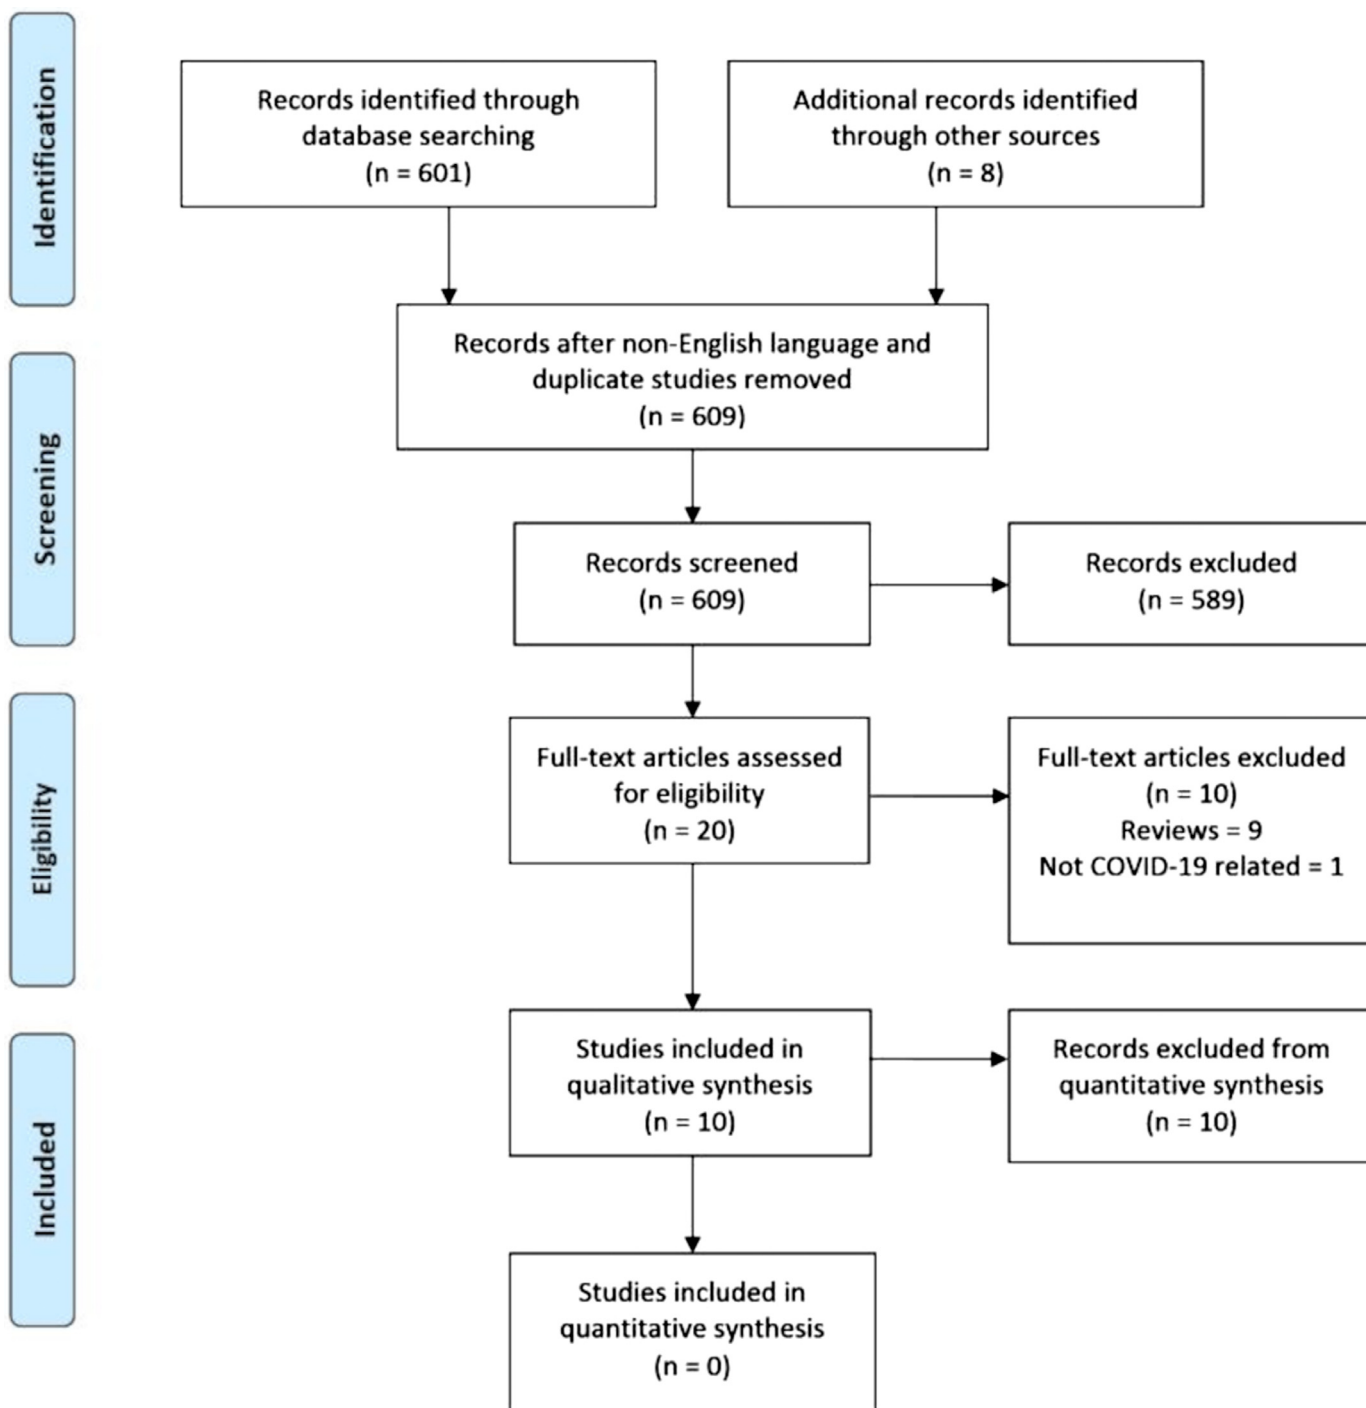 Identification
Records identified through
database searching
(n = 601)
Additional records identified
through other sources
(n = 8)
Records after non-English language and
duplicate studies removed
(n = 609)
Screening
Records screened
(n = 609)
Records excluded
(n = 589)
Eligibility
Full-text articles assessed
for eligibility
(n = 20)
Full-text articles excluded
(n = 10)
Reviews = 9
Not COVID-19 related = 1
Included
Studies included in
qualitative synthesis
(n = 10)
Records excluded from
quantitative synthesis
(n = 10)
Studies included in
quantitative synthesis
(n = 0)